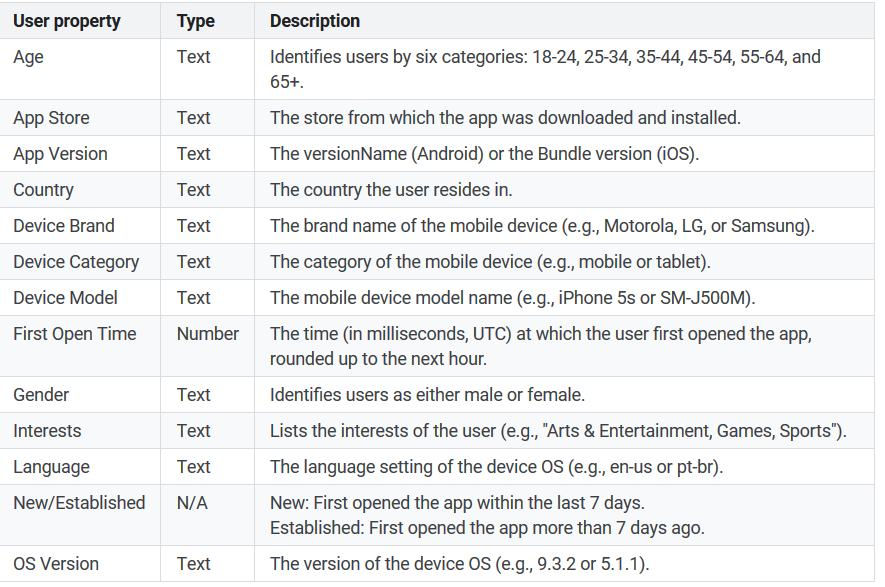 User property Type Description
Age Text Identifies users by six categories: 18-24, 25-34, 35-44, 45-54, 55-64, and
65+.
App Store Text The store from which the app was downloaded and installed.
App Version Text The versionName (Android) or the Bundle version (iOS).
Country Text The country the user resides in.
Device Brand Text The brand name of the mobile device (e.g., Motorola, LG, or Samsung).
Device Category Text The category of the mobile device (e.g., mobile or tablet).
Device Model Text The mobile device model name (e.g., iPhone 5s or SM-J500M).
First Open Time Number The time (in milliseconds, UTC) at which the user first opened the app,
rounded up to the next hour.
Gender Text Identifies users as either male or female.
Interests Text Lists the interests of the user (e.g., "Arts & Entertainment, Games, Sports").
Language Text The language setting of the device OS (e.g., en-us or pt-br).
New/Established N/A New: First opened the app within the last 7 days.
Established: First opened the app more than 7 days ago.
OS Version Text The version of the device OS (e.g., 9.3.2 or 5.1.1).